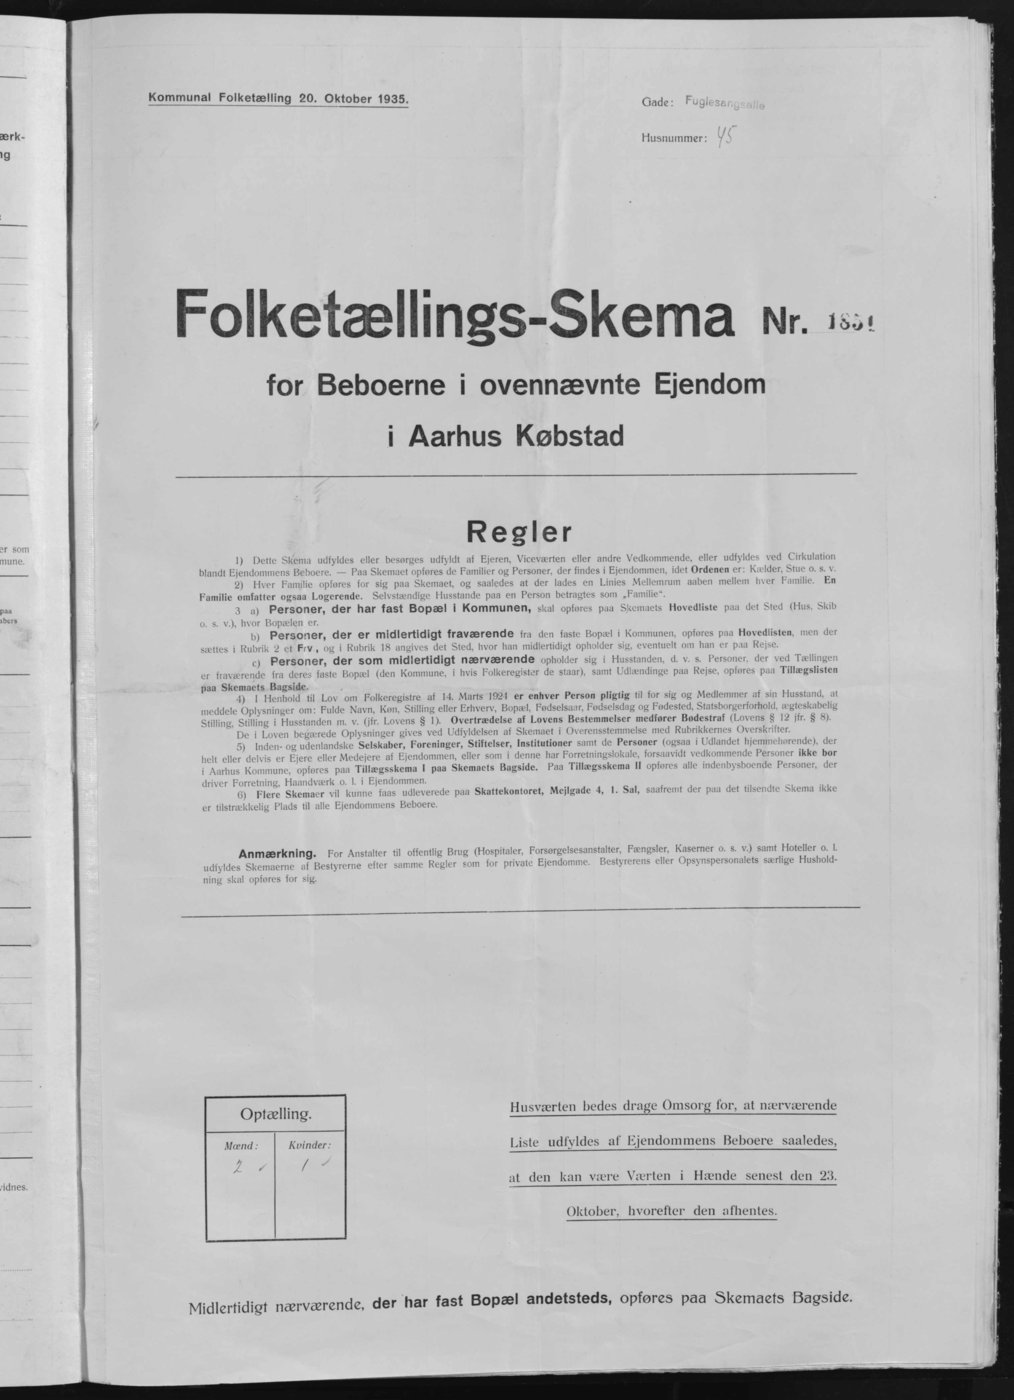 Kommunal Folketælling 20. Oktober 1935.
Gade: Fuglesangsalle
Husnummer: 45
Folketællings-Skema Nr. 1851
for Beboerne i ovennævnte Ejendom
i Aarhus Købstad
Regler
1) Dette Skema udfyldes eller besørges udfyldt af Ejeren, Viceværten eller andre Vedkommende, eller udfyldes ved Cirkulation
blandt Ejendommens Beboere. — Paa Skemaet opføres de Familier og Personer, der findes i Ejendommen, idet Ordenen er: Kælder, Stue o. s. v.
2) Hver Familie opføres for sig paa Skemaet, og saaledes at der lades en Linies Mellemrum aaben mellem hver Familie. En
Familie omfatter ogsaa Logerende. Selvstændige Husstande paa en Person betragtes som „Familie“.
3 a) Personer, der har fast Bopæl i Kommunen, skal opføres paa Skemaets Hovedliste paa det Sted (Hus, Skib
o. s. v.), hvor Bopælen er.
b) Personer, der er midlertidigt fraværende fra den faste Bopæl i Kommunen, opføres paa Hovedlisten, men der
sættes i Rubrik 2 et Frv., og i Rubrik 18 angives det Sted, hvor han midlertidigt opholder sig, eventuelt om han er paa Rejse.
c) Personer, der som midlertidigt nærværende opholder sig i Husstanden, d. v. s. Personer, der ved Tællingen
er fraværende fra deres faste Bopæl (den Kommune, i hvis Folkeregister de staar), samt Udlændinge paa Rejse, opføres paa Tillægslisten
paa Skemaets Bagside.
4) I Henhold til Lov om Folkeregistre af 14. Marts 1924 er enhver Person pligtig til for sig og Medlemmer af sin Husstand, at
meddele Oplysninger om: Fulde Navn, Køn, Stilling eller Erhverv, Bopæl, Fødselsaar, Fødselsdag og Fødested, Statsborgerforhold, ægteskabelig
Stilling, Stilling i Husstanden m. v. (jfr. Lovens § 1). Overtrædelse af Lovens Bestemmelser medfører Bødestraf (Lovens § 12 jfr. § 8).
De i Loven begærede Oplysninger gives ved Udfyldelsen af Skemaet i Overensstemmelse med Rubrikkernes Overskrifter.
5) Inden- og udenlandske Selskaber, Foreninger, Stiftelser, Institutioner samt de Personer (ogsaa i Udlandet hjemmehørende), der
helt eller delvis er Ejere eller Medejere af Ejendommen, eller som i denne har Forretningslokale, forsaavidt vedkommende Personer ikke bor
i Aarhus Kommune, opføres paa Tillægsskema I paa Skemaets Bagside. Paa Tillægsskema II opføres alle indenbysboende Personer, der
driver Forretning, Haandværk o. l. i Ejendommen.
6) Flere Skemaer vil kunne faas udleverede paa Skattekontoret, Mejlgade 4, 1. Sal, saafremt der paa det tilsendte Skema ikke
er tilstrækkelig Plads til alle Ejendommens Beboere.
Anmærkning. For Anstalter til offentlig Brug (Hospitaler, Forsørgelsesanstalter, Fængsler, Kaserner o. s. v.) samt Hoteller o. l.
udfyldes Skemaerne af Bestyrerne efter samme Regler som for private Ejendomme. Bestyrerens eller Opsynspersonalets særlige Hushold-
ning skal opføres for sig.
Optælling.
Mænd: Kvinder:
2 ✓ 1 ✓
Husværten bedes drage Omsorg for, at nærværende
Liste udfyldes af Ejendommens Beboere saaledes,
at den kan være Værten i Hænde senest den 23.
Oktober, hvorefter den afhentes.
Midlertidigt nærværende, der har fast Bopæl andetsteds, opføres paa Skemaets Bagside.